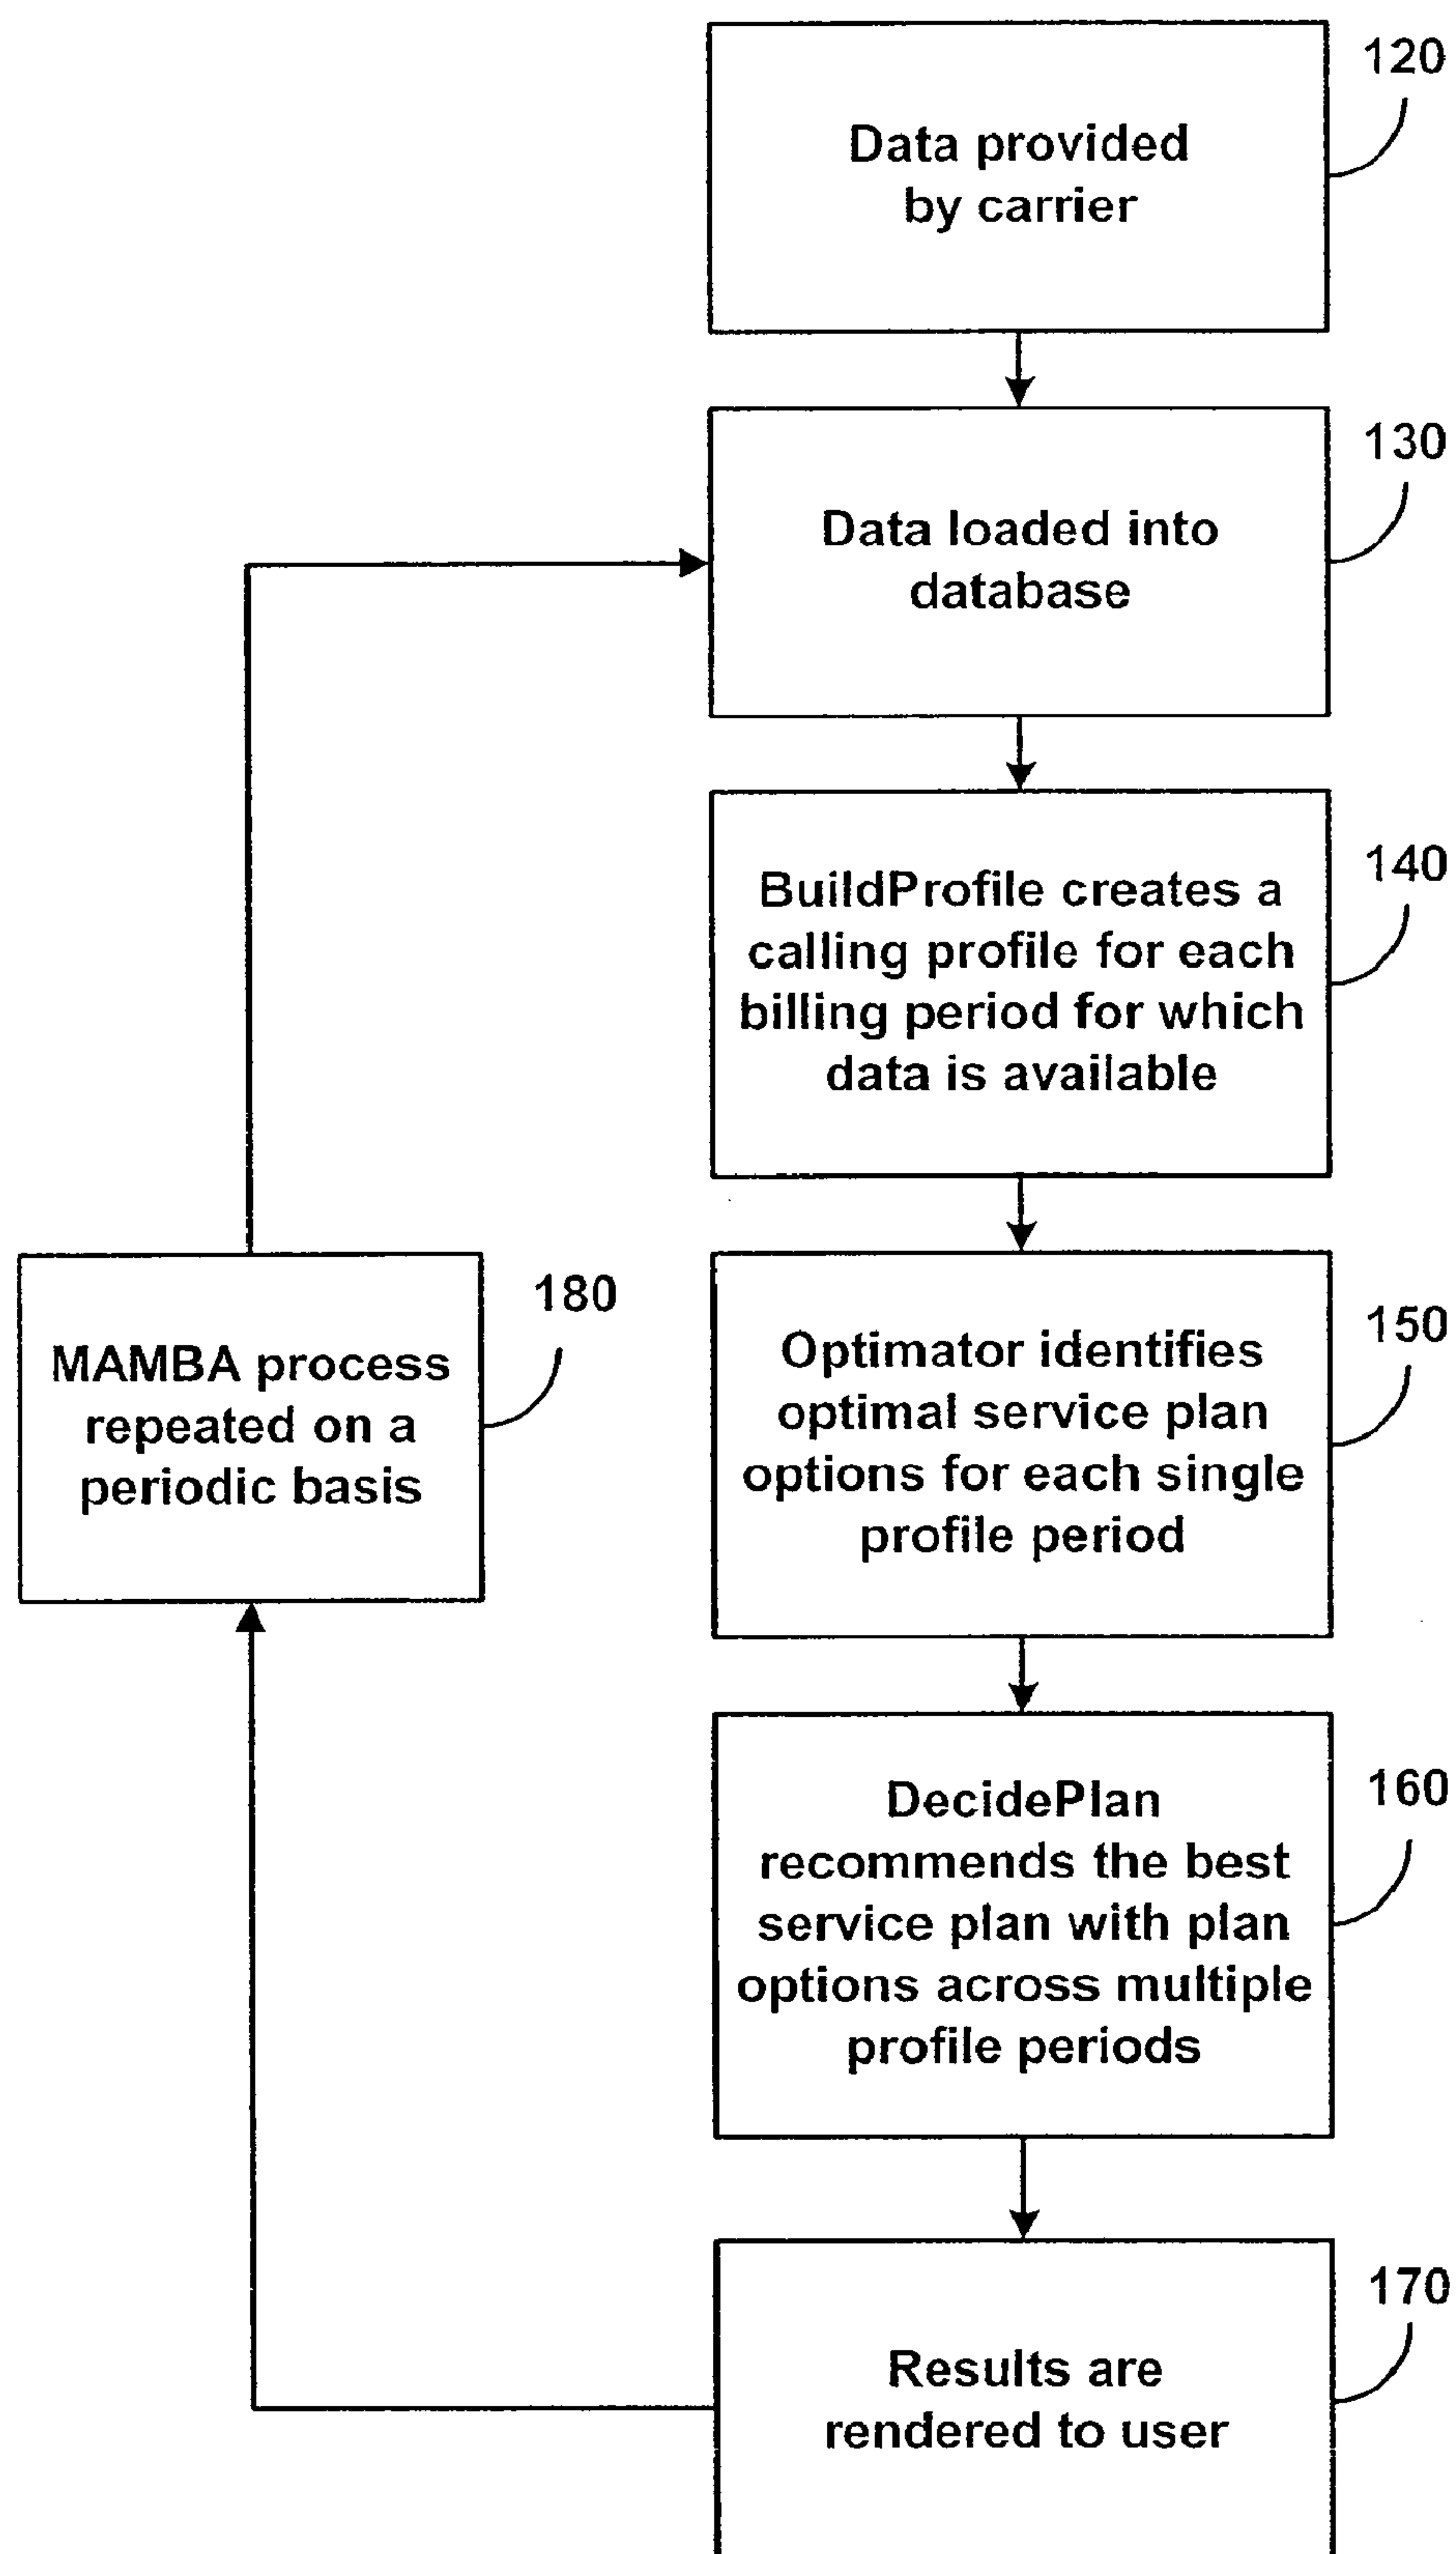 120
Data provided
by carrier
130
Data loaded into
database
140
BuildProfile creates a
calling profile for each
billing period for which
data is available
180
MAMBA process
repeated on a
periodic basis
150
Optimator identifies
optimal service plan
options for each single
profile period
160
DecidePlan
recommends the best
service plan with plan
options across multiple
profile periods
170
Results are
rendered to user